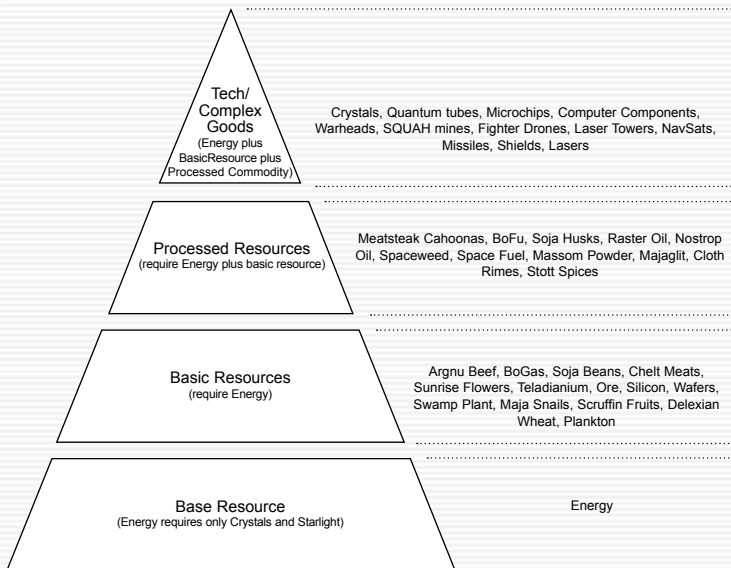 Tech/
Complex
Goods
(Energy plus
BasicResource plus
Processed Commodity)
Crystals, Quantum tubes, Microchips, Computer Components,
Warheads, SQUAH mines, Fighter Drones, Laser Towers, NavSats,
Missiles, Shields, Lasers
Processed Resources
(require Energy plus basic resource)
Meatsteak Cahoonas, BoFu, Soja Husks, Raster Oil, Nostrop
Oil, Spaceweed, Space Fuel, Massom Powder, Majaglit, Cloth
Rimes, Stott Spices
Basic Resources
(require Energy)
Argnu Beef, BoGas, Soja Beans, Chelt Meats,
Sunrise Flowers, Teladianium, Ore, Silicon, Wafers,
Swamp Plant, Maja Snails, Scruffin Fruits, Delexian
Wheat, Plankton
Base Resource
(Energy requires only Crystals and Starlight)
Energy